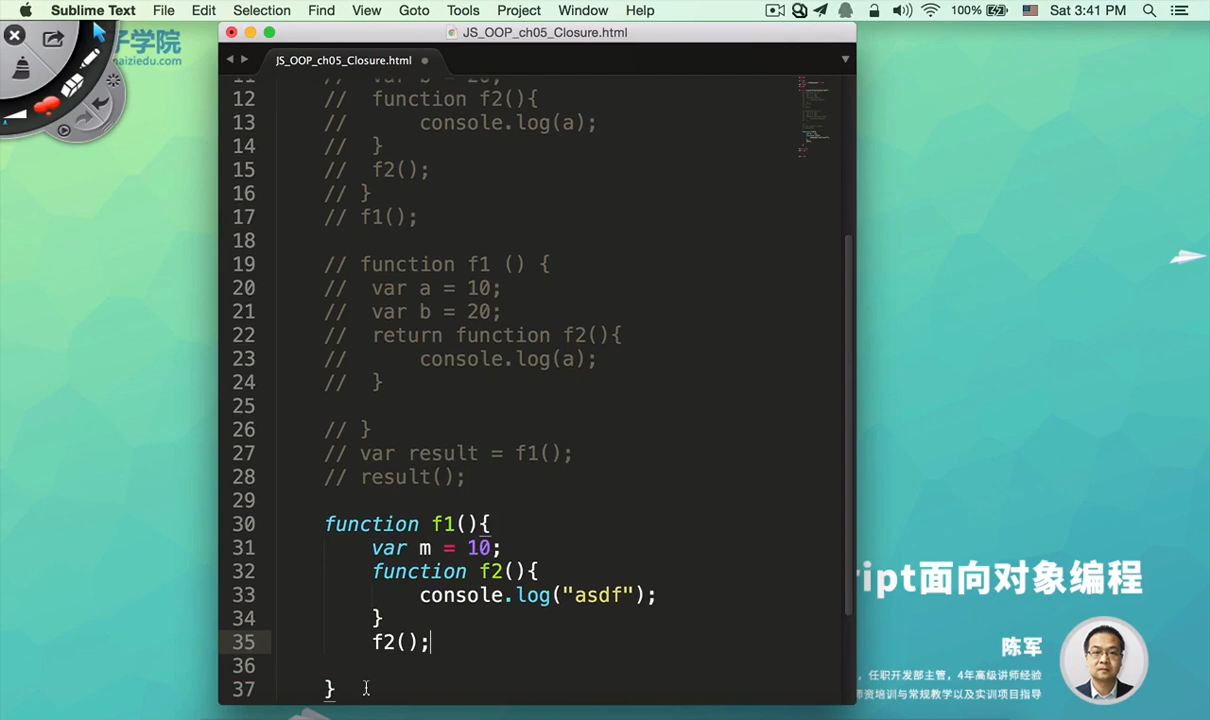 Sublime Text File Edit Selection Find View Goto Tools Project Window Help 100% Sat 3:41 PM
子学院
naiziedu.com
JS_OOP_ch05_Closure.html
JS_OOP_ch05_Closure.html
12 // function f2(){
13 // console.log(a);
14 // }
15 // f2();
16 // }
17 // f1();
18
19 // function f1 () {
20 // var a = 10;
21 // var b = 20;
22 // return function f2(){
23 // console.log(a);
24 // }
25
26 // }
27 // var result = f1();
28 // result();
29
30 function f1(){
31 var m = 10;
32 function f2(){
33 console.log("asdf");
34 }
35 f2();
36
37 }
ript面向对象编程
陈军
，任职开发部主管，4年高级讲师经验
师资培训与常规教学以及实训项目指导